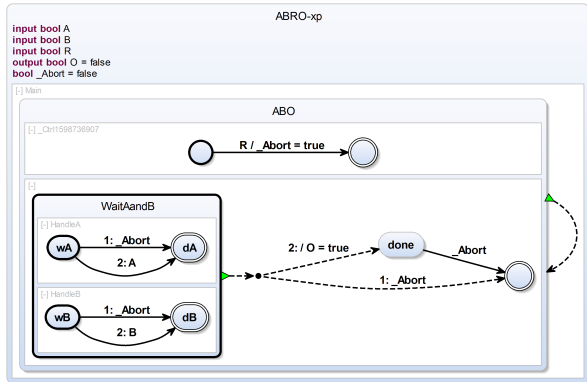 ABRO-xp
input bool A
input bool B
input bool R
output bool O = false
bool _Abort = false
[-] Main
ABO
[-] _Ctrl1598736907
R / _Abort = true
[-]
WaitAandB
[-] HandleA
wA
1: _Abort
2: A
dA
[-] HandleB
wB
1: _Abort
2: B
dB
2: / O = true
done
_Abort
1: _Abort